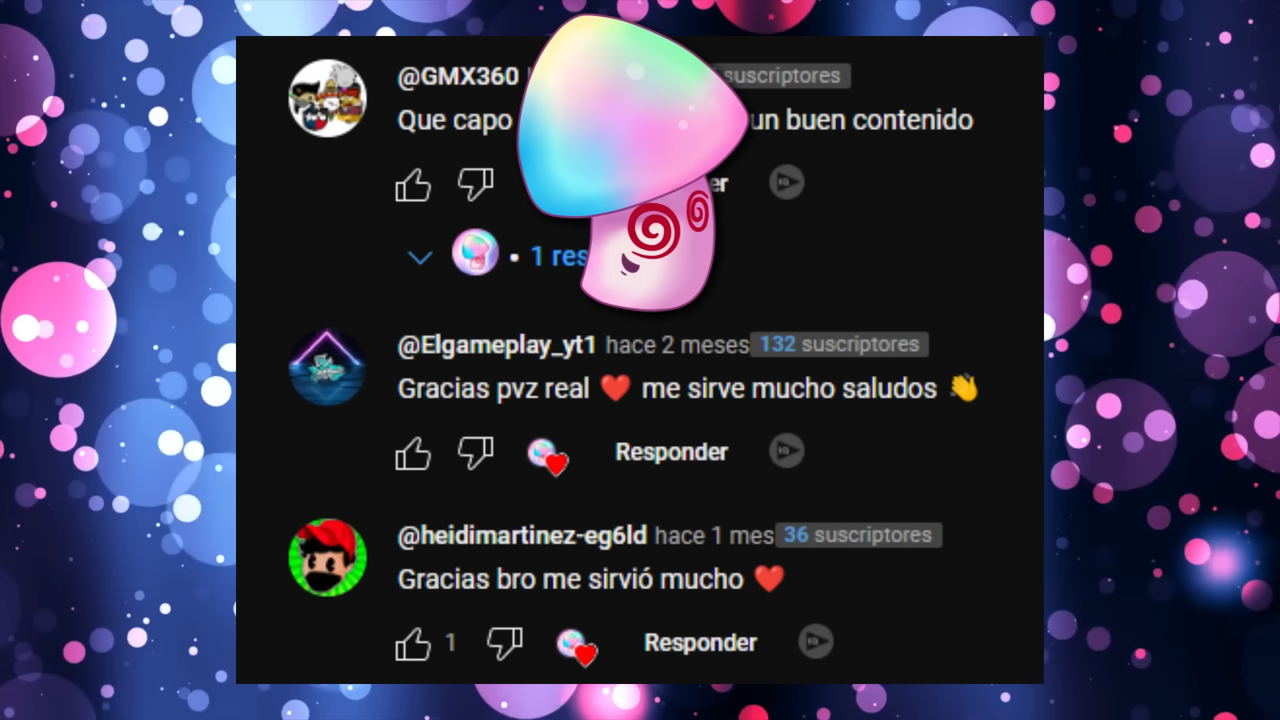 @GMX360 suscriptores
Que capo un buen contenido
1 res
@Elgameplay_yt1 hace 2 meses 132 suscriptores
Gracias pvz real ❤️ me sirve mucho saludos 👋
Responder
@heidimartinez-eg6ld hace 1 mes 36 suscriptores
Gracias bro me sirvió mucho ❤️
1 Responder